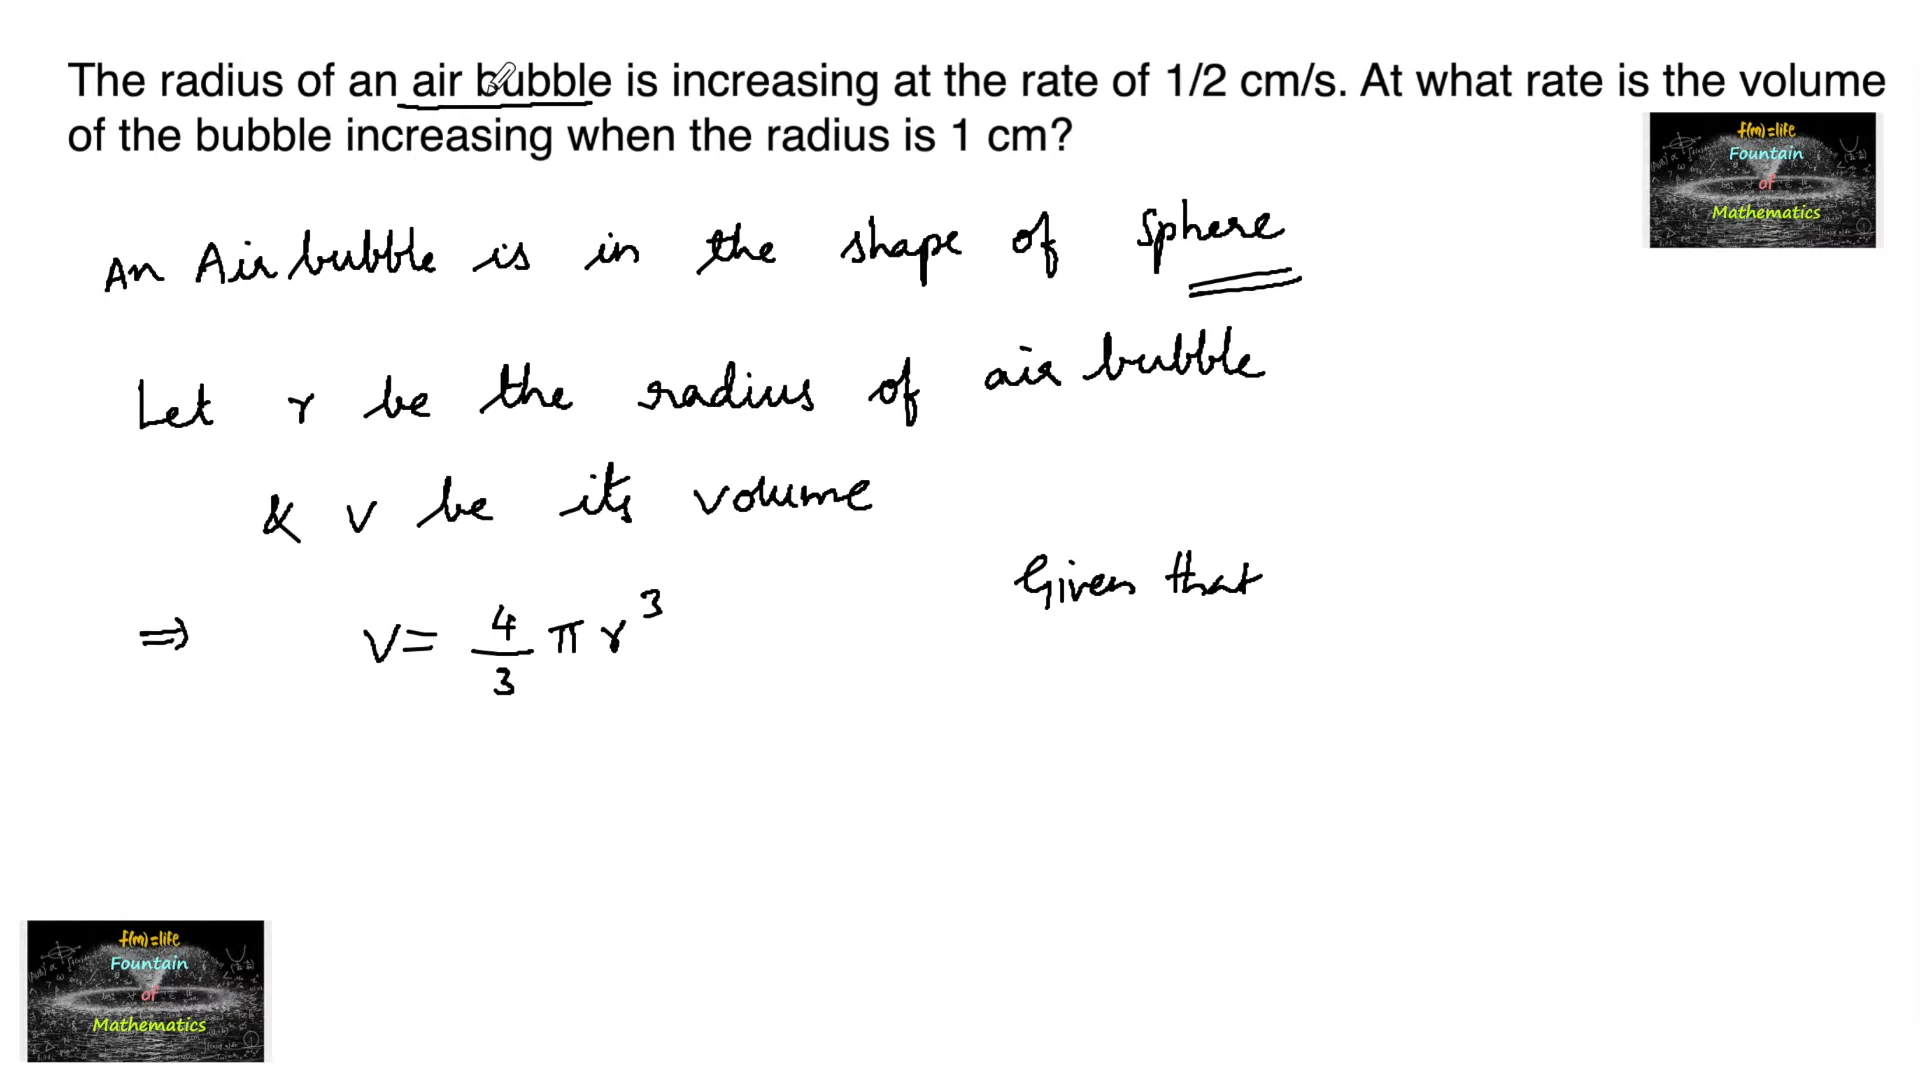 The radius of an air bubble is increasing at the rate of 1/2 cm/s. At what rate is the volume
of the bubble increasing when the radius is 1 cm?
f(m)=life
Fountain
of
Mathematics
An Air bubble is in the shape of Sphere
Let r be the radius of air bubble
& V be its volume
Given that
⇒ V = 4/3 π r³
f(m)=life
Fountain
of
Mathematics